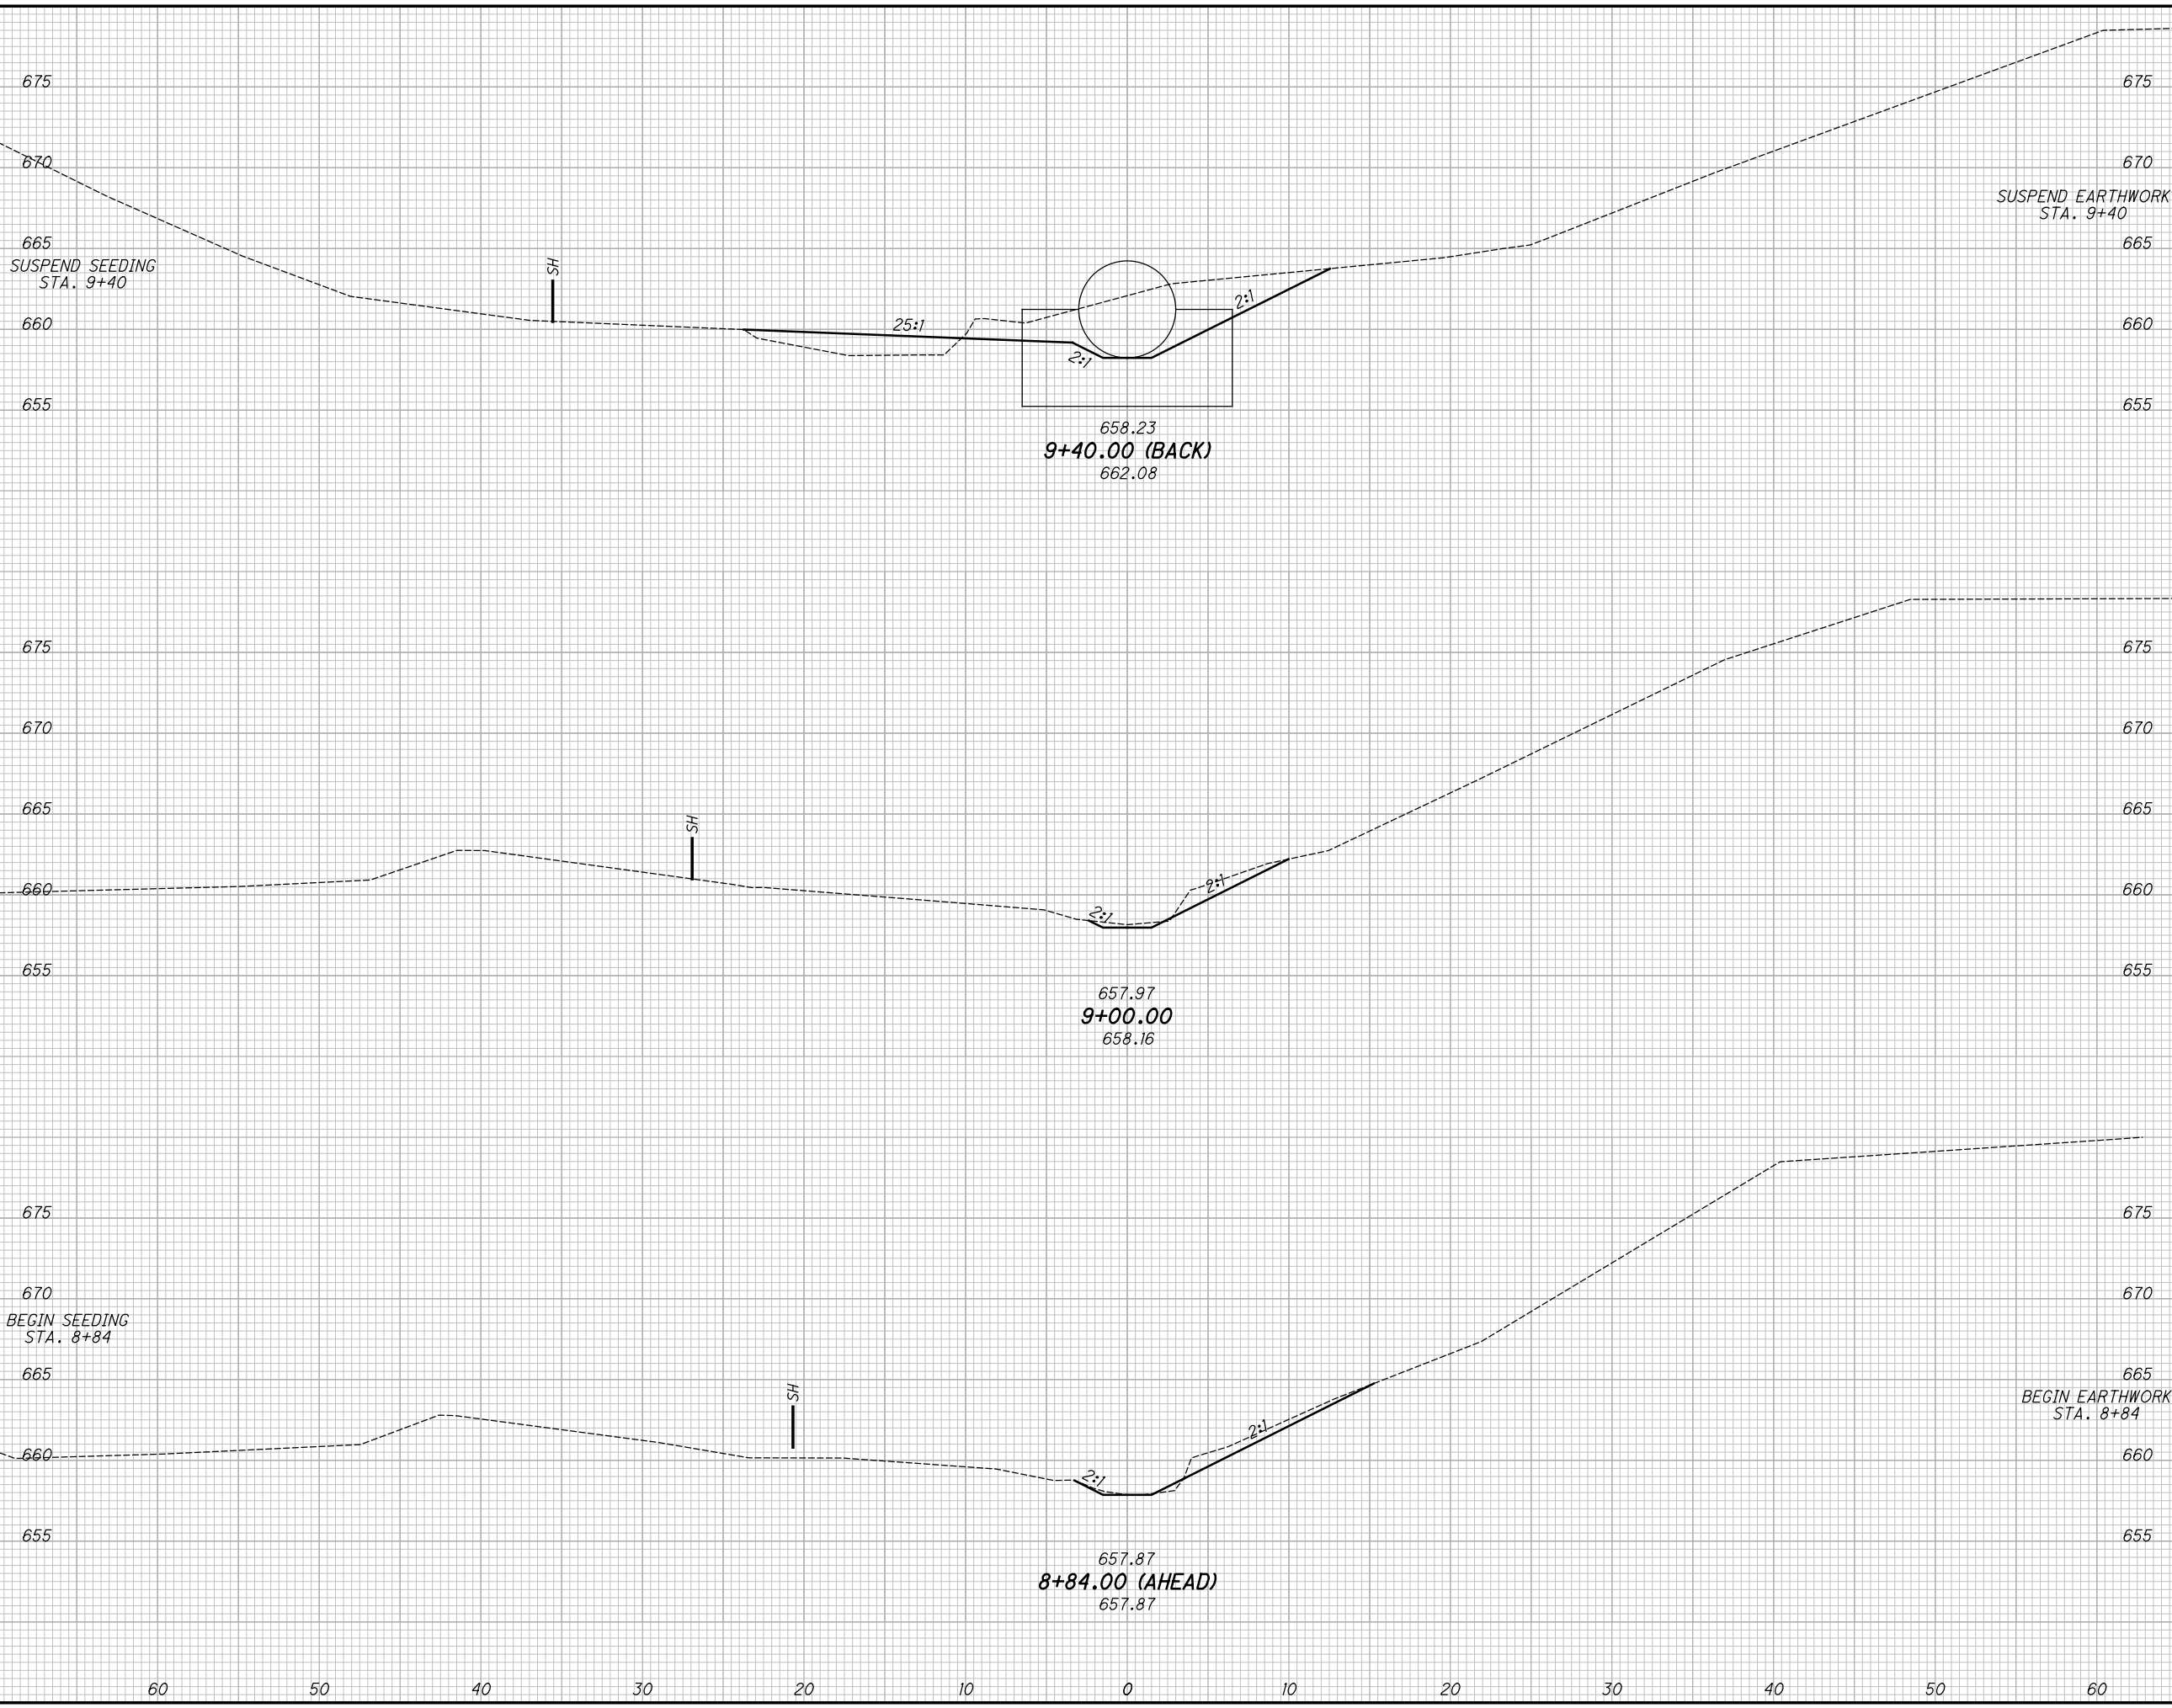 675 675
670 670
SUSPEND EARTHWORK
STA. 9+40
665 665
SUSPEND SEEDING
STA. 9+40
SH
2:1
660 660
25:1
2:1
655 655
658.23
9+40.00 (BACK)
662.08
675 675
670 670
665 665
SH
660 660
2:1
2:1
655 655
657.97
9+00.00
658.16
675 675
670 670
BEGIN SEEDING
STA. 8+84
665 665
SH
BEGIN EARTHWORK
STA. 8+84
2:1
660 660
2:1
655 655
657.87
8+84.00 (AHEAD)
657.87
60 50 40 30 20 10 0 10 20 30 40 50 60